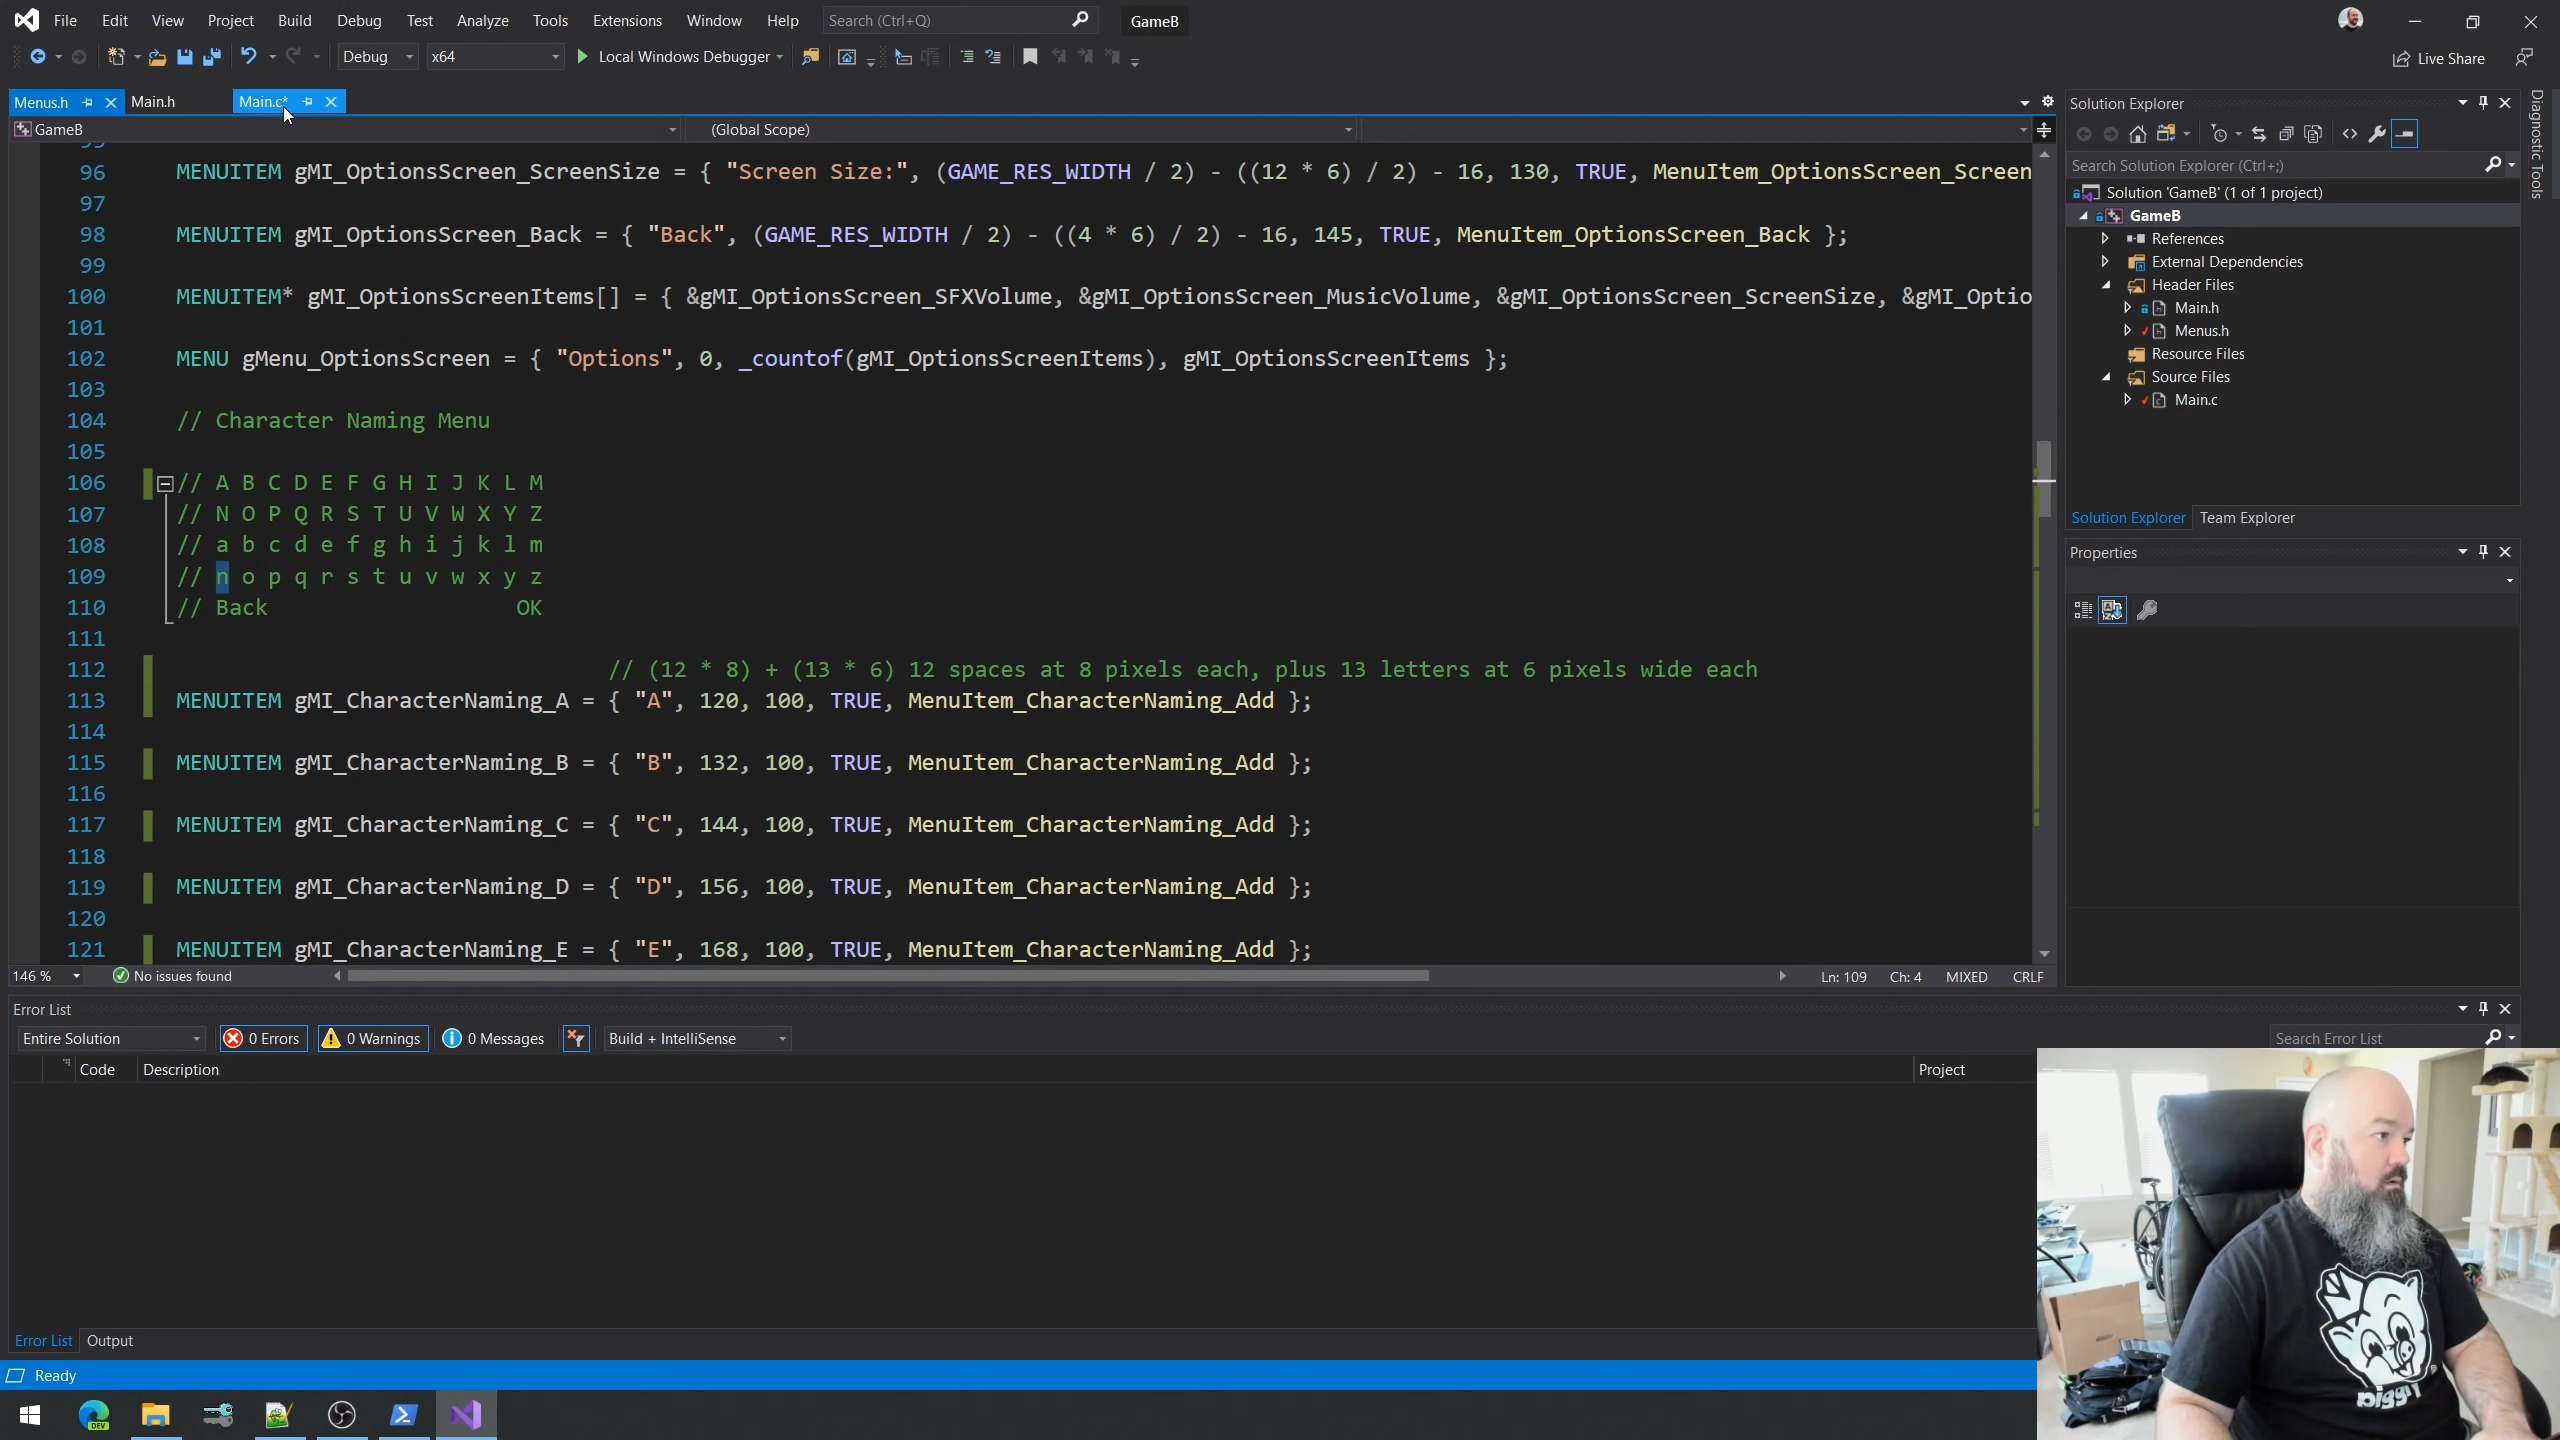 File Edit View Project Build Debug Test Analyze Tools Extensions Window Help Search (Ctrl+Q) GameB
Debug x64 Local Windows Debugger Live Share
Menus.h Main.h Main.c*
GameB (Global Scope)
96 MENUITEM gMI_OptionsScreen_ScreenSize = { "Screen Size:", (GAME_RES_WIDTH / 2) - ((12 * 6) / 2) - 16, 130, TRUE, MenuItem_OptionsScreen_Screen
97
98 MENUITEM gMI_OptionsScreen_Back = { "Back", (GAME_RES_WIDTH / 2) - ((4 * 6) / 2) - 16, 145, TRUE, MenuItem_OptionsScreen_Back };
99
100 MENUITEM* gMI_OptionsScreenItems[] = { &gMI_OptionsScreen_SFXVolume, &gMI_OptionsScreen_MusicVolume, &gMI_OptionsScreen_ScreenSize, &gMI_Optio
101
102 MENU gMenu_OptionsScreen = { "Options", 0, _countof(gMI_OptionsScreenItems), gMI_OptionsScreenItems };
103
104 // Character Naming Menu
105
106 // A B C D E F G H I J K L M
107 // N O P Q R S T U V W X Y Z
108 // a b c d e f g h i j k l m
109 // n o p q r s t u v w x y z
110 // Back OK
111
112 // (12 * 8) + (13 * 6) 12 spaces at 8 pixels each, plus 13 letters at 6 pixels wide each
113 MENUITEM gMI_CharacterNaming_A = { "A", 120, 100, TRUE, MenuItem_CharacterNaming_Add };
114
115 MENUITEM gMI_CharacterNaming_B = { "B", 132, 100, TRUE, MenuItem_CharacterNaming_Add };
116
117 MENUITEM gMI_CharacterNaming_C = { "C", 144, 100, TRUE, MenuItem_CharacterNaming_Add };
118
119 MENUITEM gMI_CharacterNaming_D = { "D", 156, 100, TRUE, MenuItem_CharacterNaming_Add };
120
121 MENUITEM gMI_CharacterNaming_E = { "E", 168, 100, TRUE, MenuItem_CharacterNaming_Add };
146 % No issues found Ln: 109 Ch: 4 MIXED CRLF
Solution Explorer
Search Solution Explorer (Ctrl+;)
Solution 'GameB' (1 of 1 project)
GameB
References
External Dependencies
Header Files
Main.h
Menus.h
Resource Files
Source Files
Main.c
Solution Explorer Team Explorer
Properties
Diagnostic Tools
Error List
Entire Solution 0 Errors 0 Warnings 0 Messages Build + IntelliSense Search Error List
Code Description Project
Error List Output
Ready
DEV
piggly